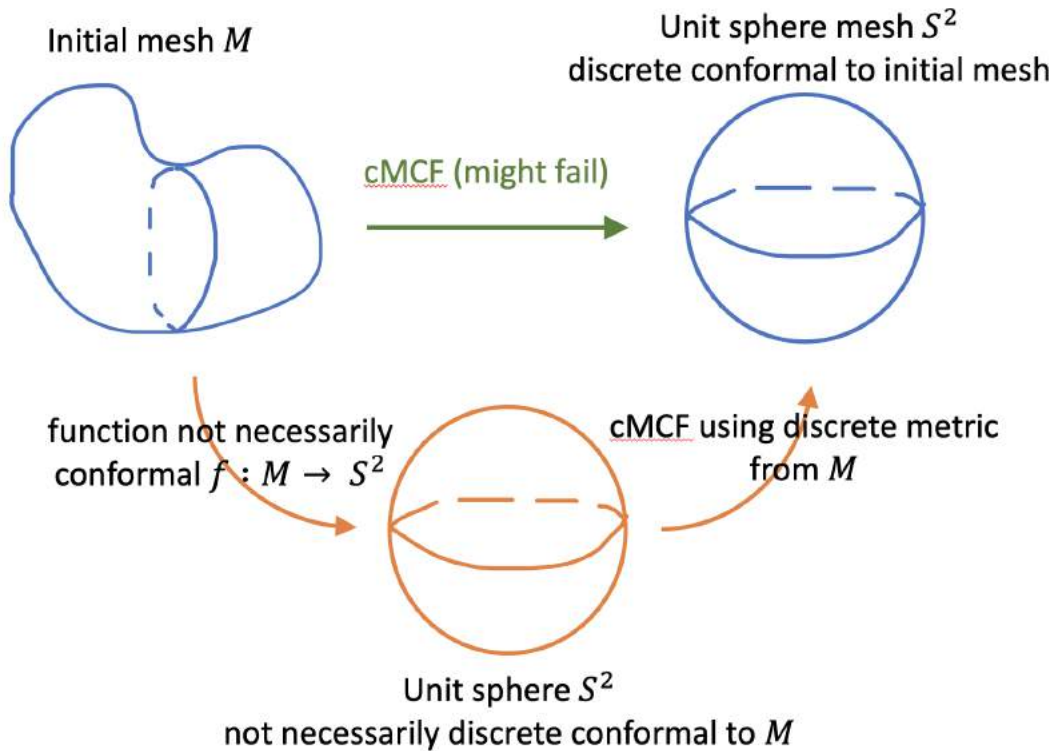 Initial mesh M
Unit sphere mesh S²
discrete conformal to initial mesh
cMCF (might fail)
function not necessarily
conformal f : M → S²
cMCF using discrete metric
from M
Unit sphere S²
not necessarily discrete conformal to M